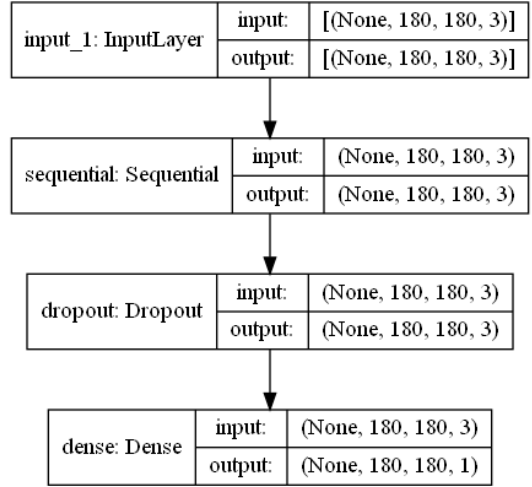 input_1: InputLayer
input: [(None, 180, 180, 3)]
output: [(None, 180, 180, 3)]
sequential: Sequential
input: (None, 180, 180, 3)
output: (None, 180, 180, 3)
dropout: Dropout
input: (None, 180, 180, 3)
output: (None, 180, 180, 3)
dense: Dense
input: (None, 180, 180, 3)
output: (None, 180, 180, 1)